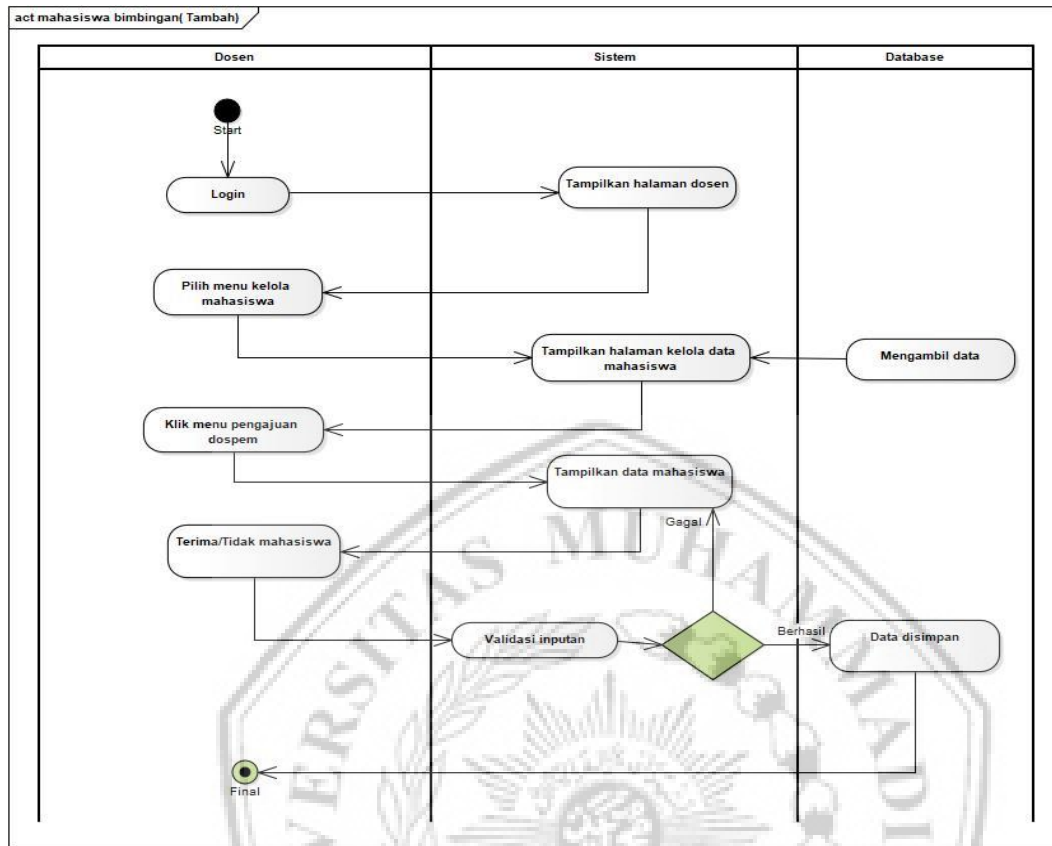 act mahasiswa bimbingan( Tambah)
Dosen
Sistem
Database
Start
Login
Tampilkan halaman dosen
Pilih menu kelola
mahasiswa
Tampilkan halaman kelola data
mahasiswa
Mengambil data
Klik menu pengajuan
dospem
Tampilkan data mahasiswa
Gagal
Terima/Tidak mahasiswa
Validasi inputan
Berhasil
Data disimpan
Final
ERSITAS MUHAMMADI